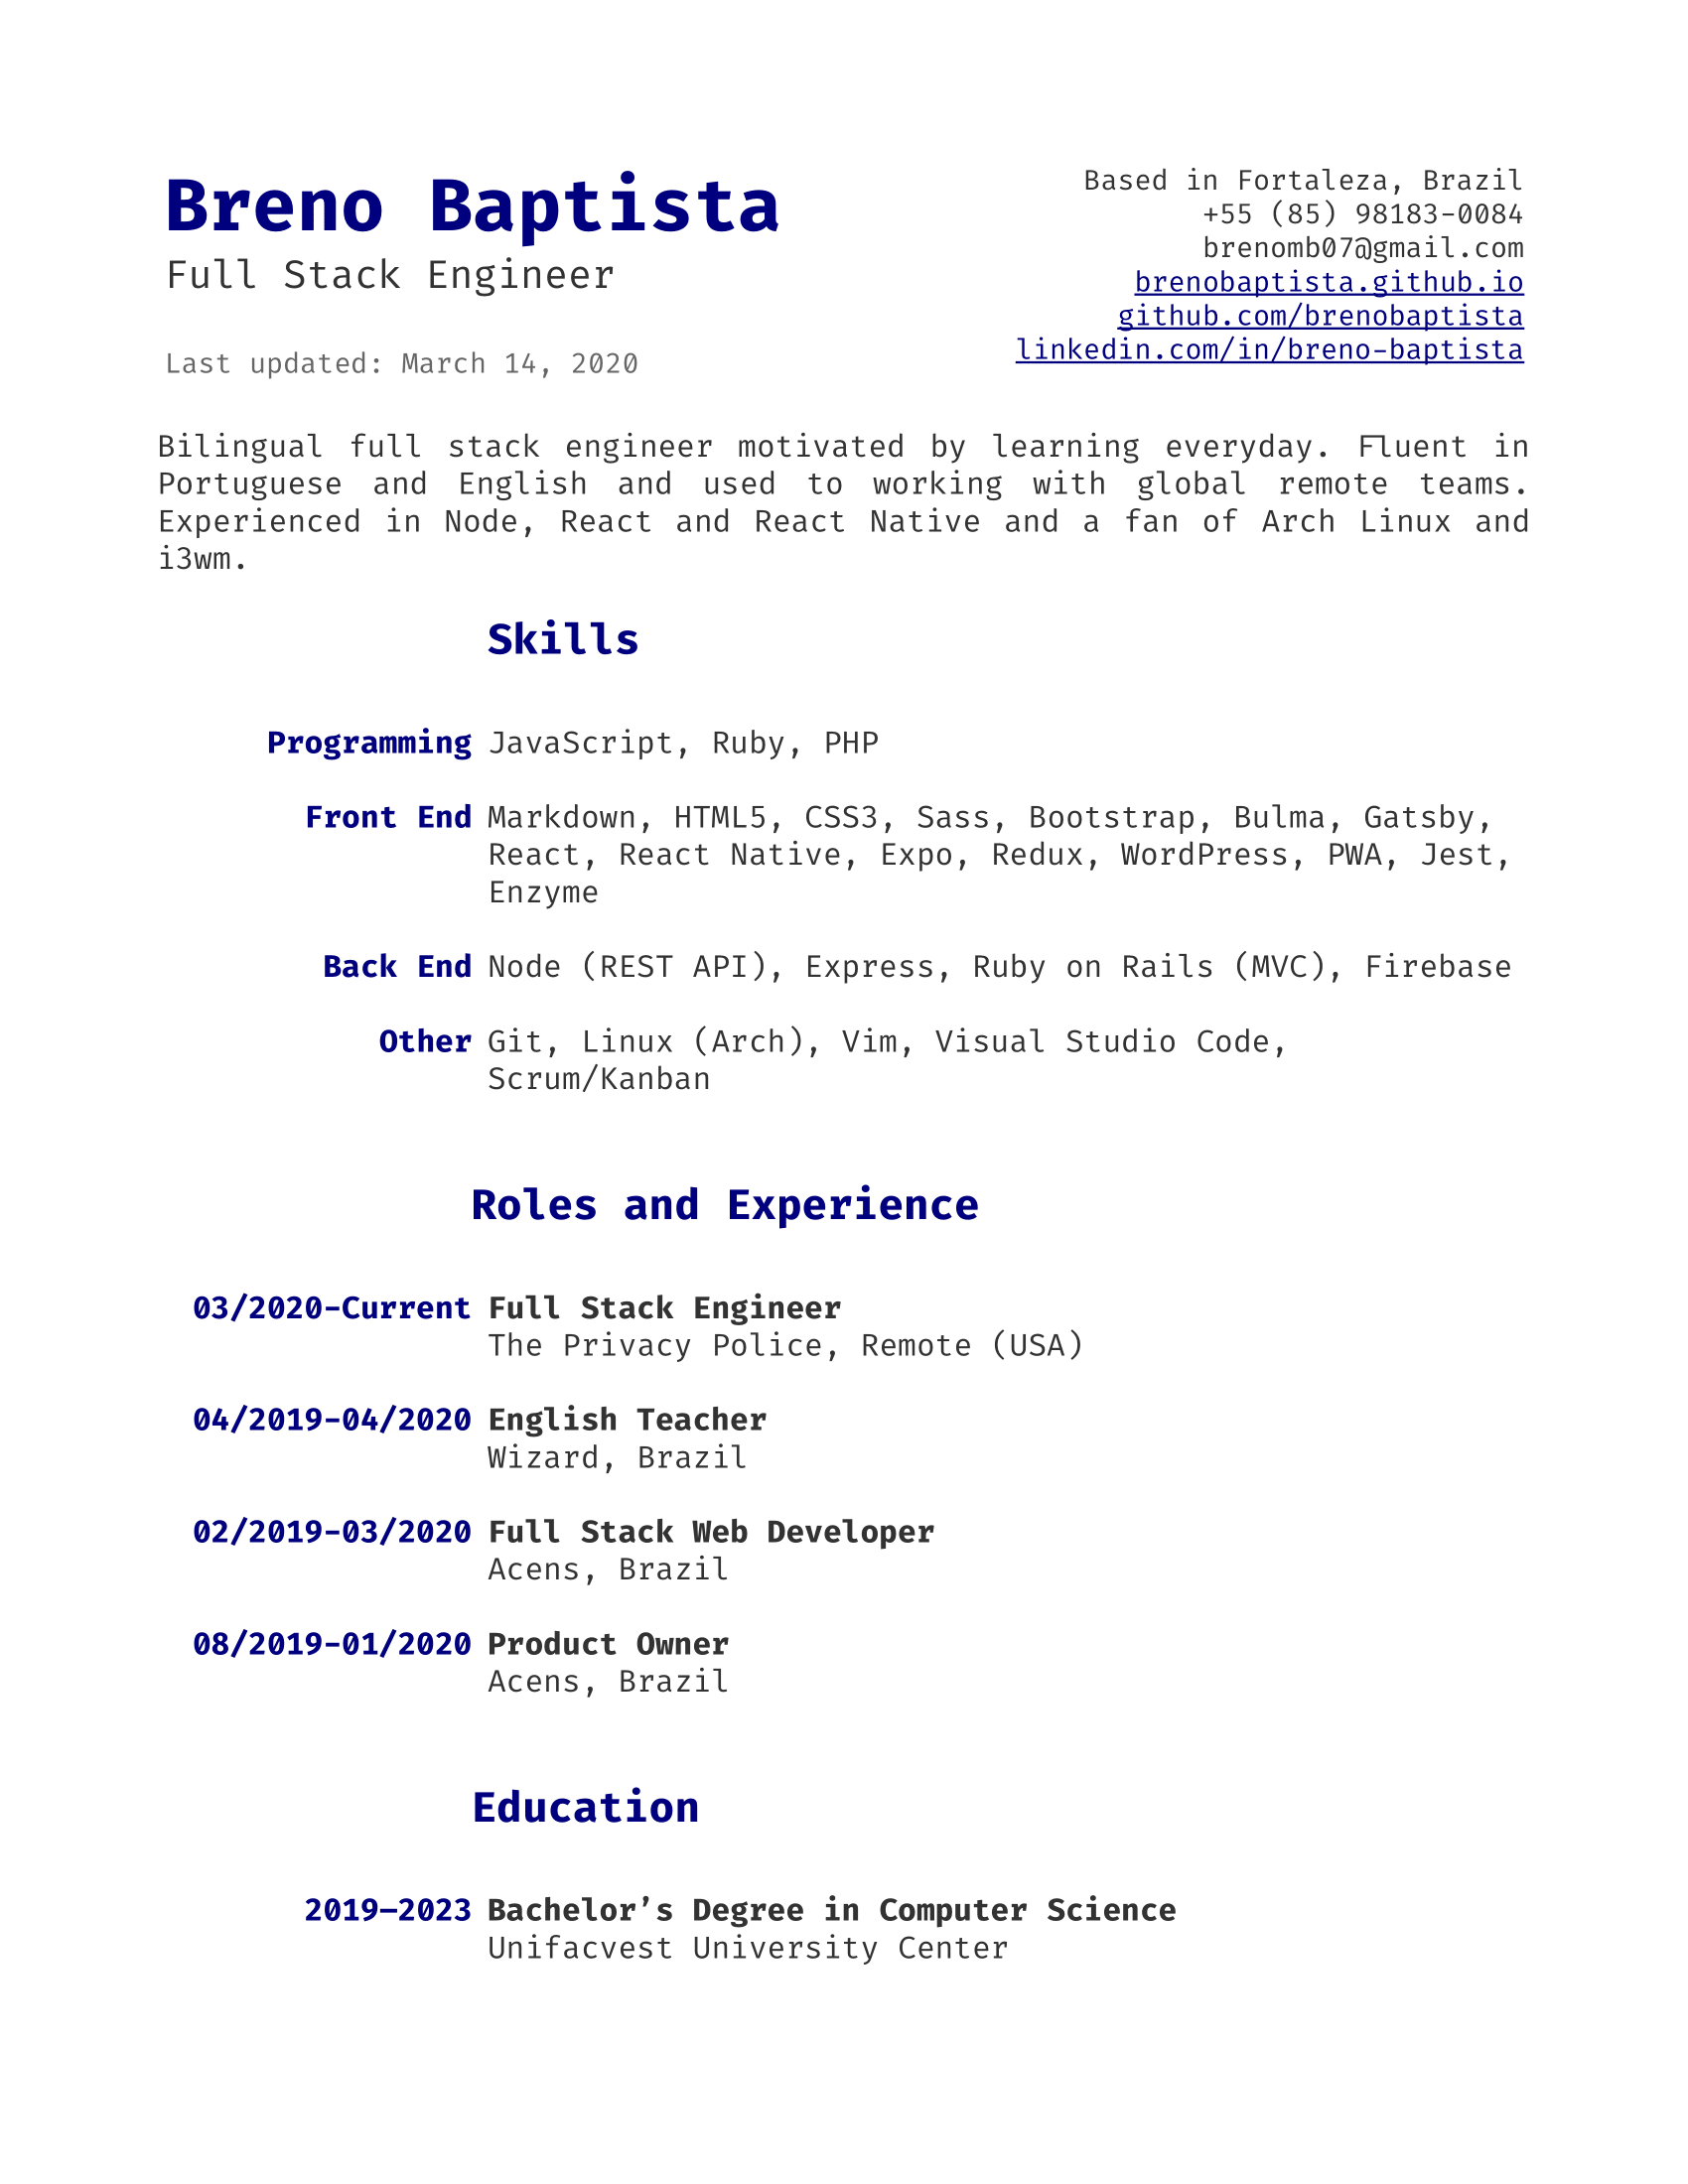 Breno Baptista
Full Stack Engineer
Last updated: March 14, 2020
Based in Fortaleza, Brazil
+55 (85) 98183-0084
brenomb07@gmail.com
brenobaptista.github.io
github.com/brenobaptista
linkedin.com/in/breno-baptista
Bilingual full stack engineer motivated by learning everyday. Fluent in
Portuguese and English and used to working with global remote teams.
Experienced in Node, React and React Native and a fan of Arch Linux and
i3wm.
Skills
Programming JavaScript, Ruby, PHP
Front End Markdown, HTML5, CSS3, Sass, Bootstrap, Bulma, Gatsby,
React, React Native, Expo, Redux, WordPress, PWA, Jest,
Enzyme
Back End Node (REST API), Express, Ruby on Rails (MVC), Firebase
Other Git, Linux (Arch), Vim, Visual Studio Code,
Scrum/Kanban
Roles and Experience
03/2020-Current Full Stack Engineer
The Privacy Police, Remote (USA)
04/2019-04/2020 English Teacher
Wizard, Brazil
02/2019-03/2020 Full Stack Web Developer
Acens, Brazil
08/2019-01/2020 Product Owner
Acens, Brazil
Education
2019–2023 Bachelor’s Degree in Computer Science
Unifacvest University Center